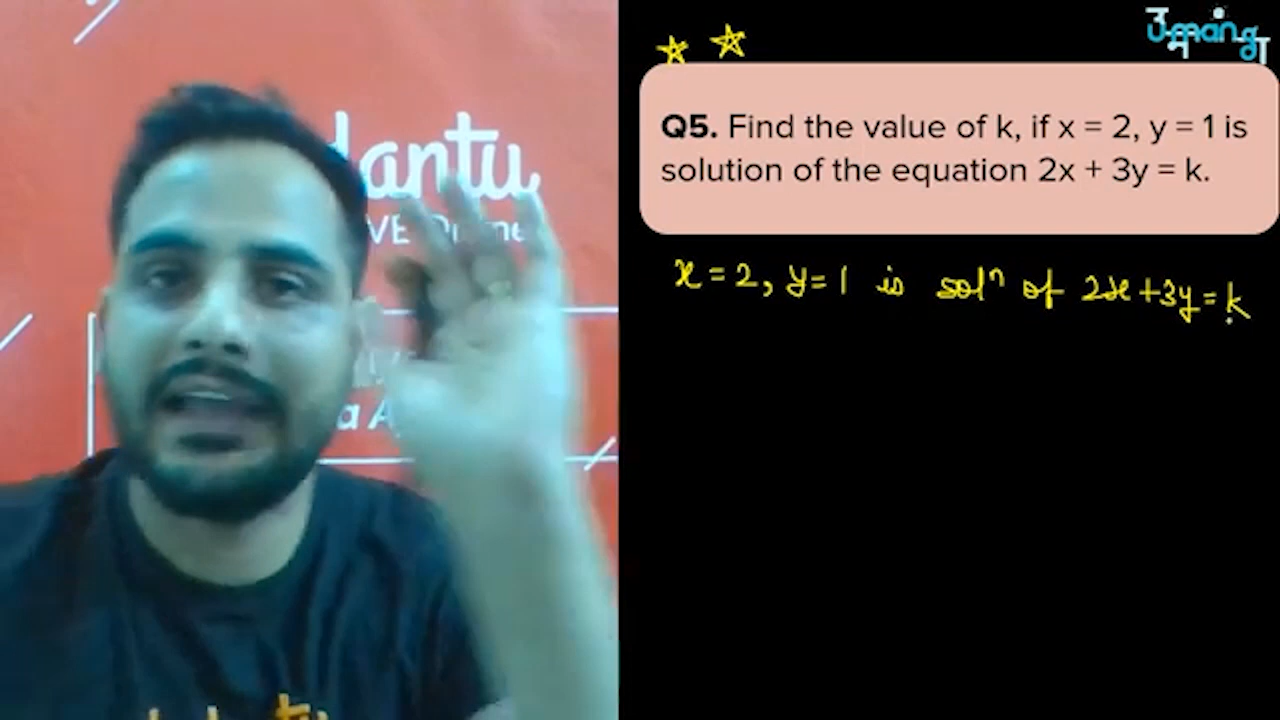 Umang
Q5. Find the value of k, if x = 2, y = 1 is
solution of the equation 2x + 3y = k.
x = 2, y = 1 is solⁿ of 2x + 3y = k